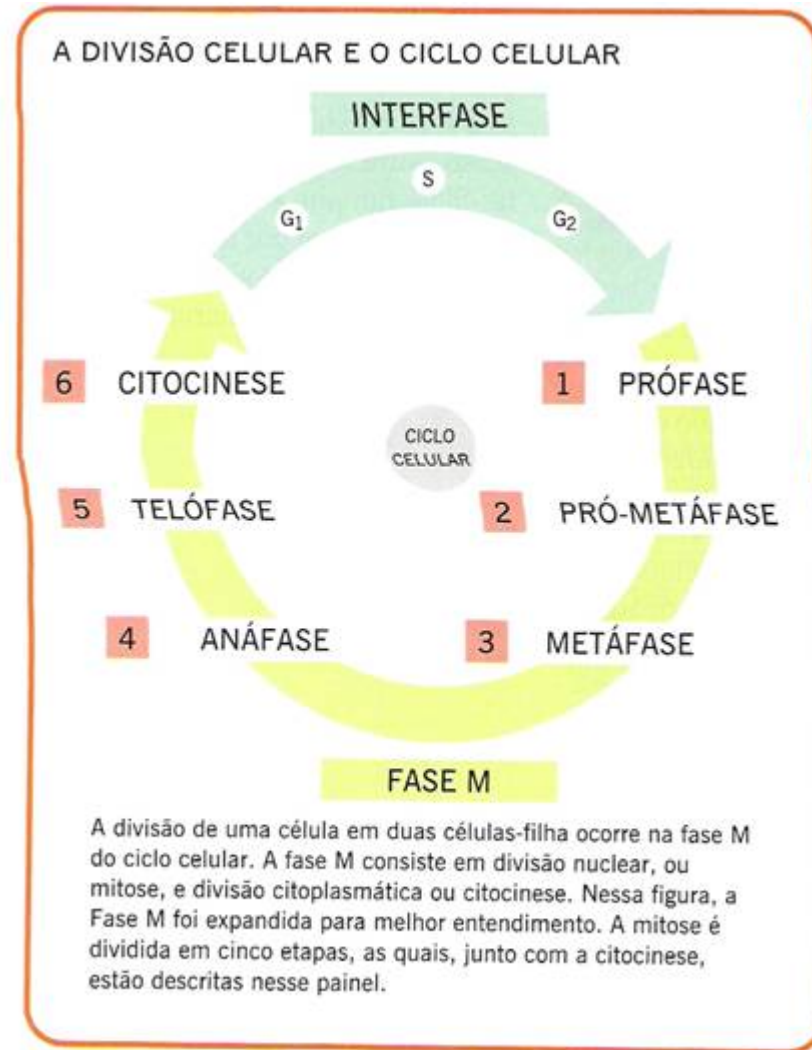 A DIVISÃO CELULAR E O CICLO CELULAR
INTERFASE
G1
S
G2
6 CITOCINESE
1 PRÓFASE
CICLO
CELULAR
5 TELÓFASE
2 PRÓ-METÁFASE
4 ANÁFASE
3 METÁFASE
FASE M
A divisão de uma célula em duas células-filha ocorre na fase M
do ciclo celular. A fase M consiste em divisão nuclear, ou
mitose, e divisão citoplasmática ou citocinese. Nessa figura, a
Fase M foi expandida para melhor entendimento. A mitose é
dividida em cinco etapas, as quais, junto com a citocinese,
estão descritas nesse painel.